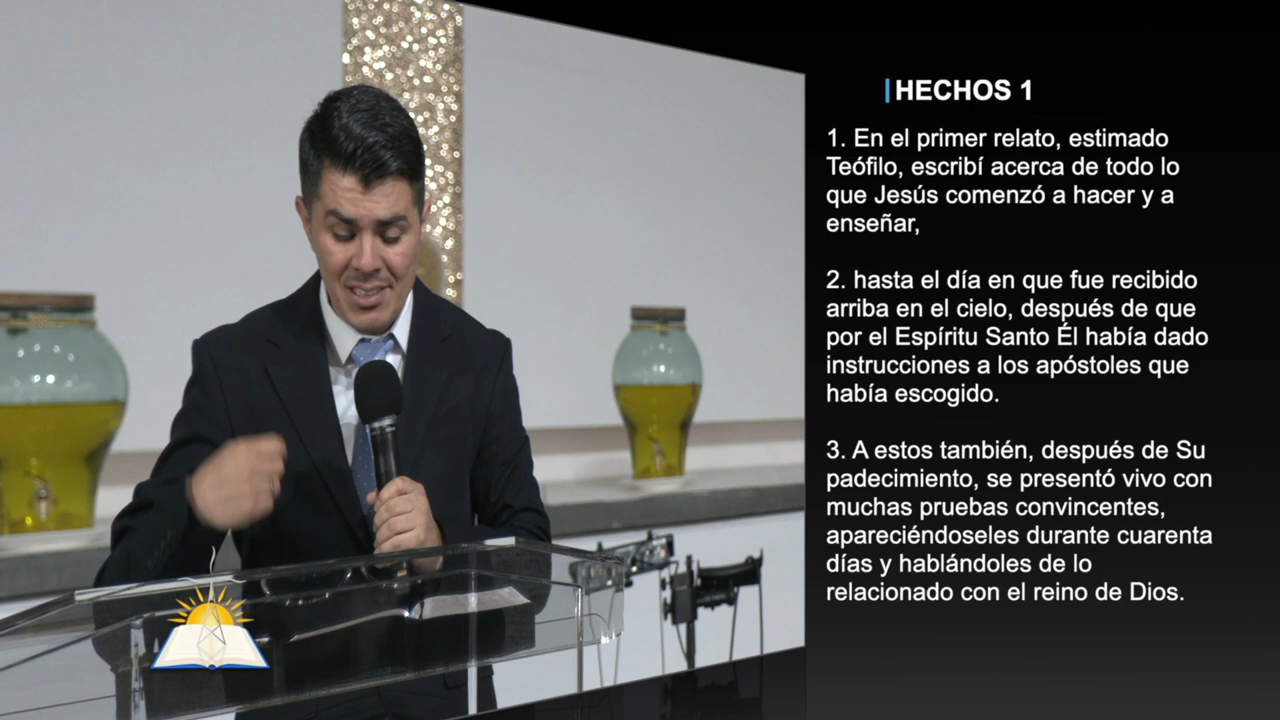 HECHOS 1
1. En el primer relato, estimado
Teófilo, escribí acerca de todo lo
que Jesús comenzó a hacer y a
enseñar,
2. hasta el día en que fue recibido
arriba en el cielo, después de que
por el Espíritu Santo Él había dado
instrucciones a los apóstoles que
había escogido.
3. A estos también, después de Su
padecimiento, se presentó vivo con
muchas pruebas convincentes,
apareciéndoseles durante cuarenta
días y hablándoles de lo
relacionado con el reino de Dios.